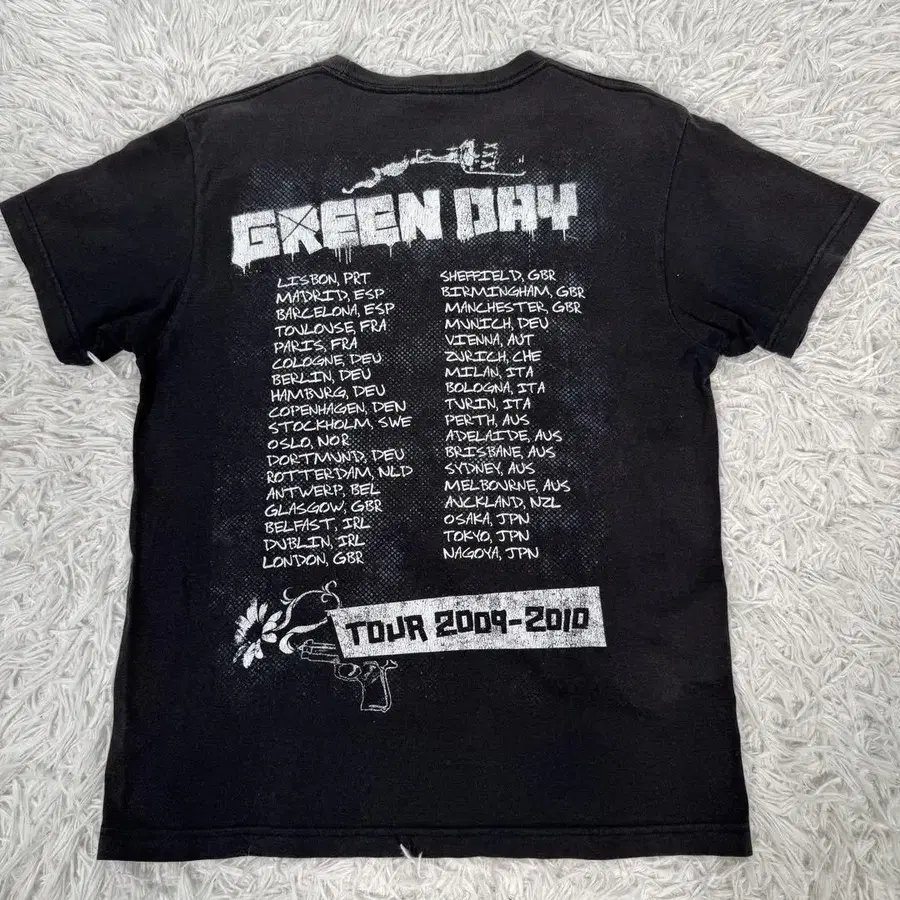 GREEN DAY
LISBON, PRT
MADRID, ESP
BARCELONA, ESP
TOULOUSE, FRA
PARIS, FRA
COLOGNE, DEU
BERLIN, DEU
HAMBURG, DEU
COPENHAGEN, DEN
STOCKHOLM, SWE
OSLO, NOR
DORTMUND, DEU
ROTTERDAM, NLD
ANTWERP, BEL
GLASGOW, GBR
BELFAST, IRL
DUBLIN, IRL
LONDON, GBR
SHEFFIELD, GBR
BIRMINGHAM, GBR
MANCHESTER, GBR
MUNICH, DEU
VIENNA, AUT
ZURICH, CHE
MILAN, ITA
BOLOGNA, ITA
TURIN, ITA
PERTH, AUS
ADELAIDE, AUS
BRISBANE, AUS
SYDNEY, AUS
MELBOURNE, AUS
AUCKLAND, NZL
OSAKA, JPN
TOKYO, JPN
NAGOYA, JPN
TOUR 2009-2010